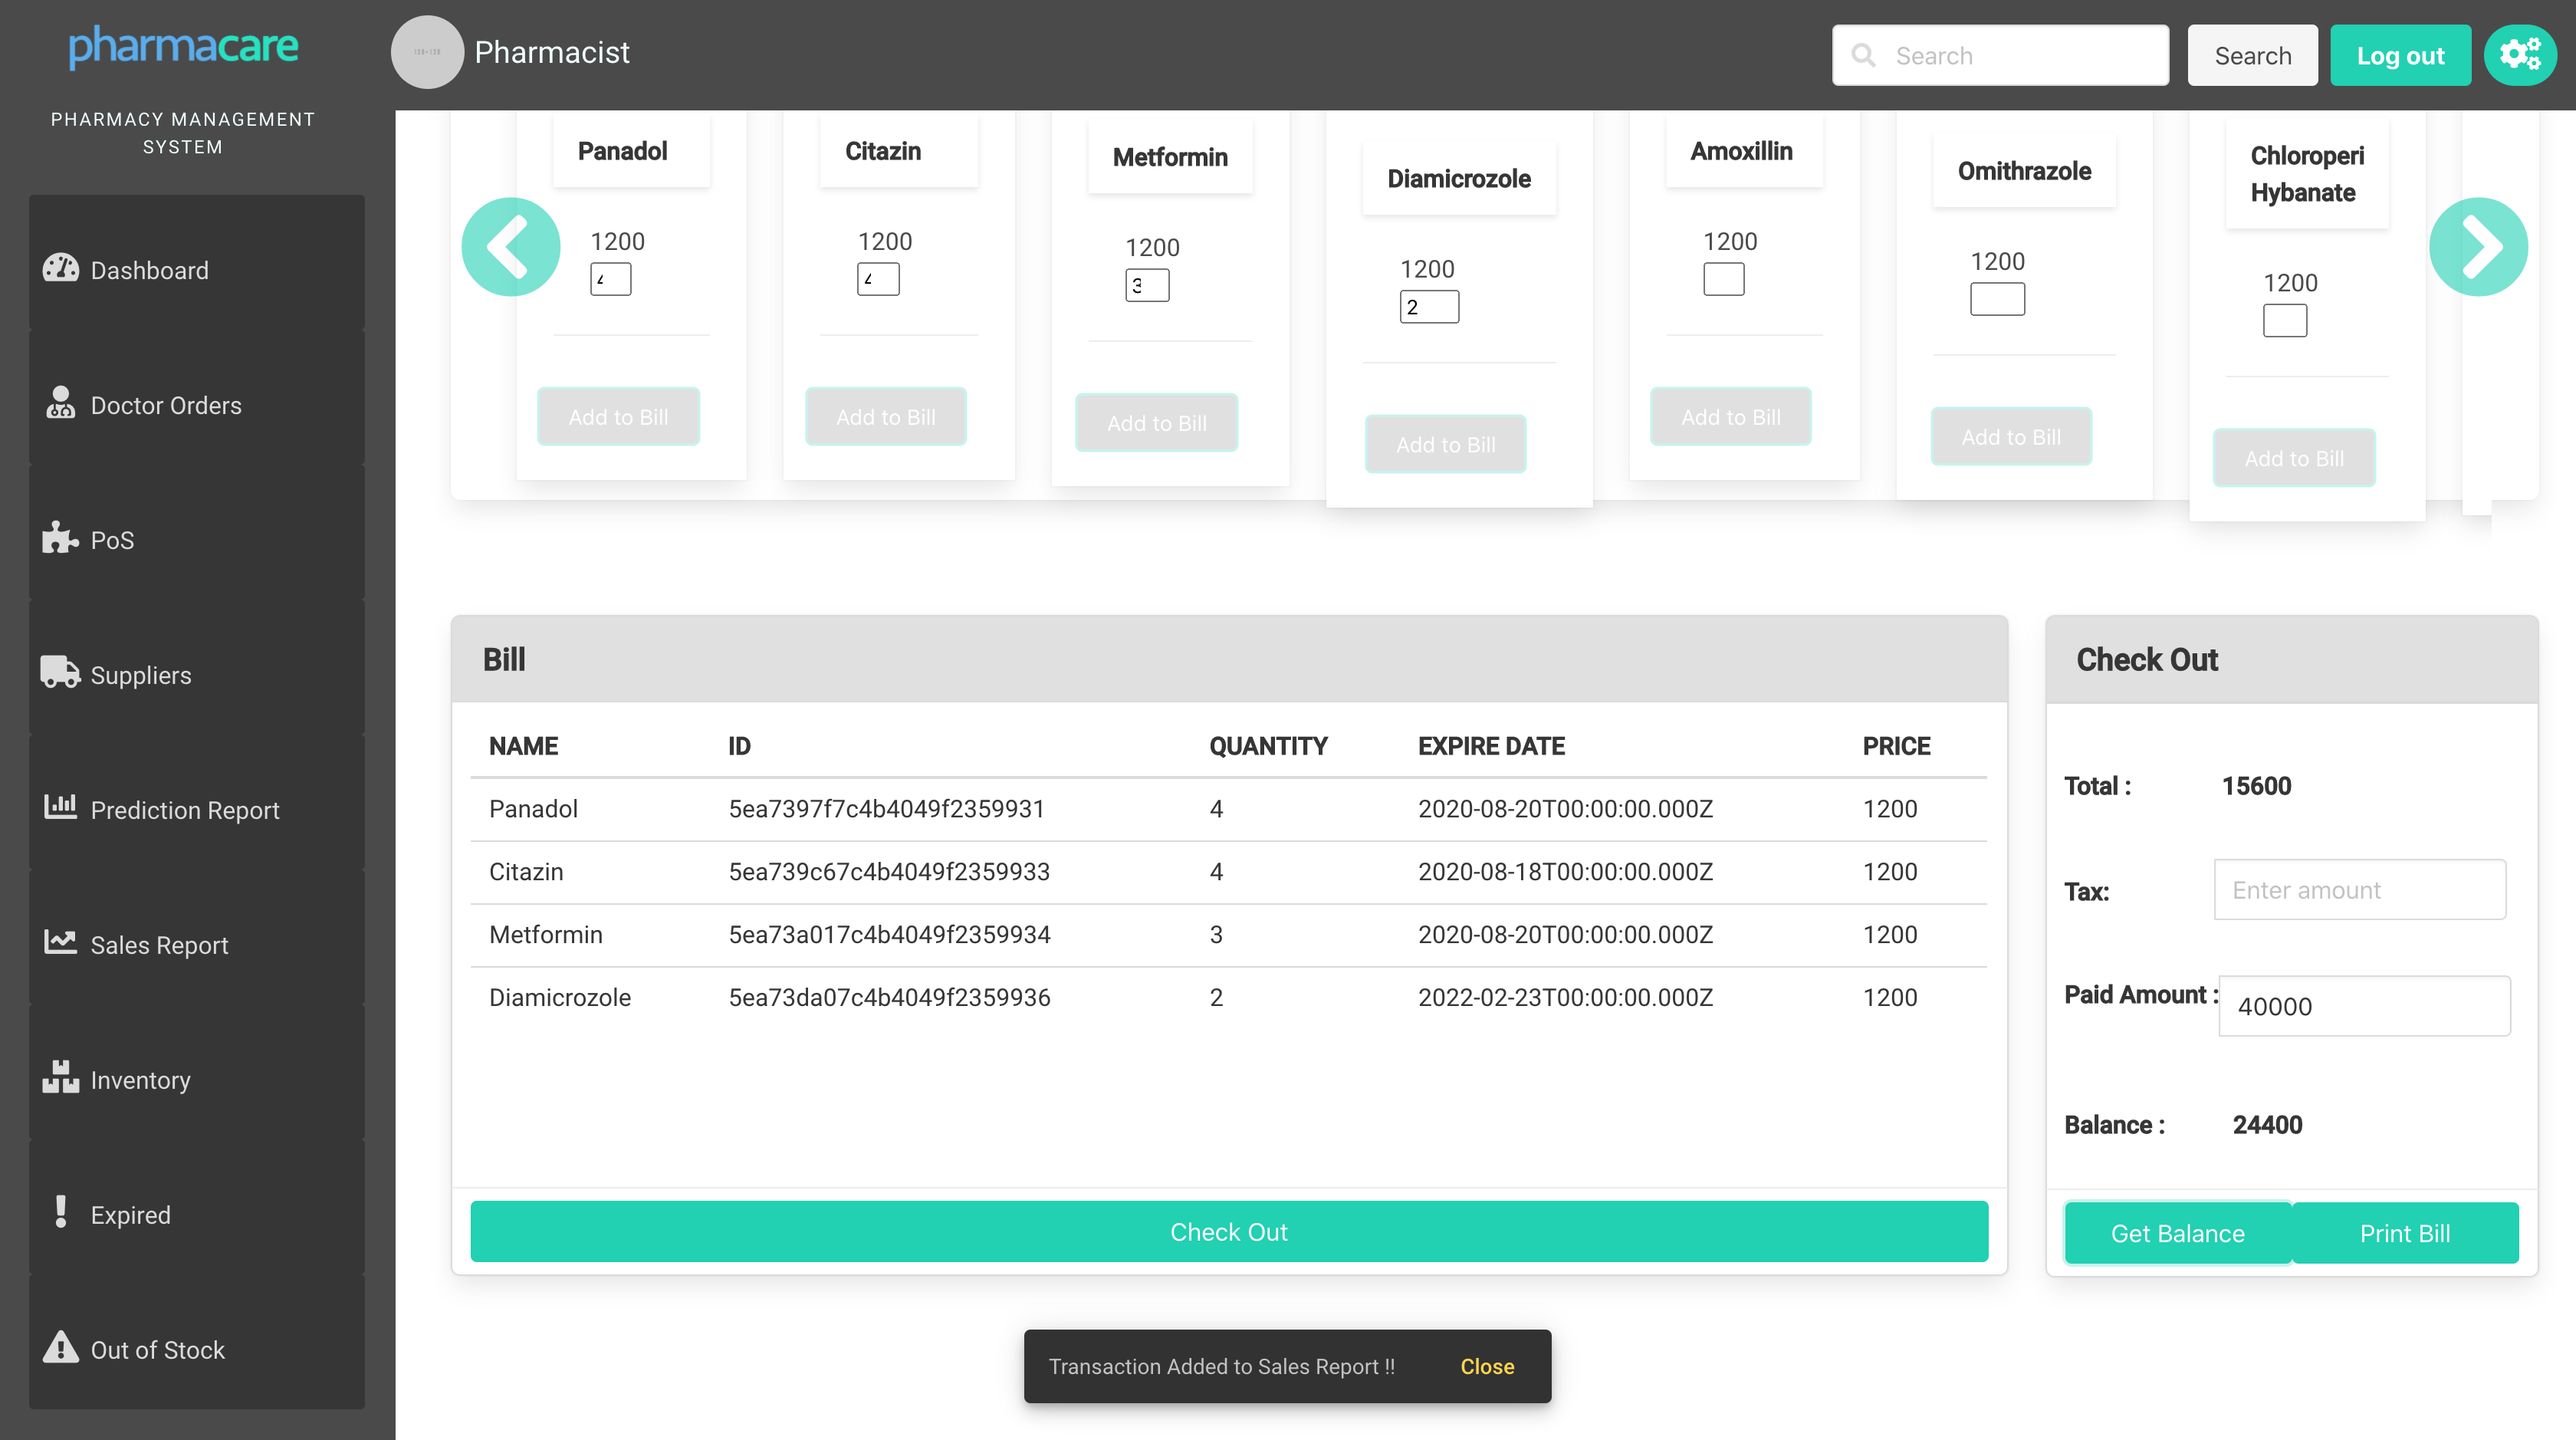 pharmacare
PHARMACY MANAGEMENT
SYSTEM
Dashboard
Doctor Orders
PoS
Suppliers
Prediction Report
Sales Report
Inventory
Expired
Out of Stock
Pharmacist
Search
Search
Log out
Panadol
1200
4
Add to Bill
Citazin
1200
4
Add to Bill
Metformin
1200
3
Add to Bill
Diamicrozole
1200
2
Add to Bill
Amoxillin
1200
Add to Bill
Omithrazole
1200
Add to Bill
Chloroperi
Hybanate
1200
Add to Bill
Bill
NAME ID QUANTITY EXPIRE DATE PRICE
Panadol 5ea7397f7c4b4049f2359931 4 2020-08-20T00:00:00.000Z 1200
Citazin 5ea739c67c4b4049f2359933 4 2020-08-18T00:00:00.000Z 1200
Metformin 5ea73a017c4b4049f2359934 3 2020-08-20T00:00:00.000Z 1200
Diamicrozole 5ea73da07c4b4049f2359936 2 2022-02-23T00:00:00.000Z 1200
Check Out
Check Out
Total : 15600
Tax: Enter amount
Paid Amount : 40000
Balance : 24400
Get Balance Print Bill
Transaction Added to Sales Report !! Close